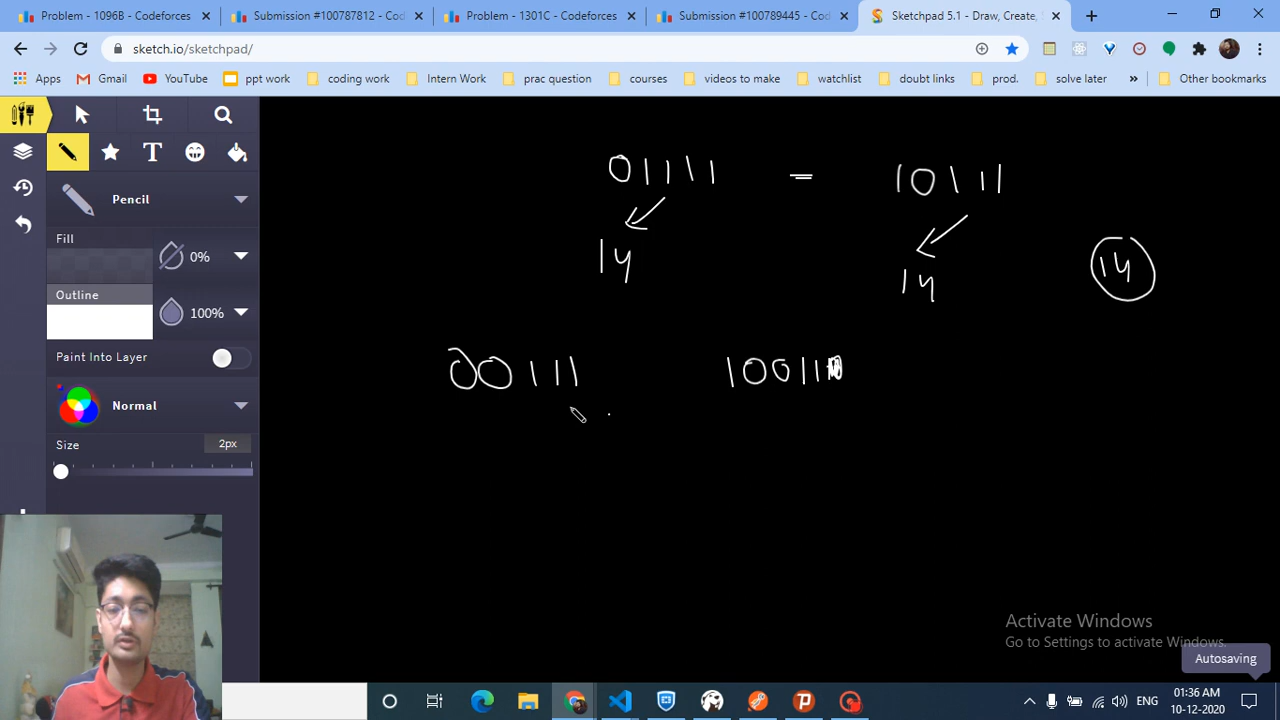 Problem - 1096B - Codeforces
Submission #100787812 - Cod
Problem - 1301C - Codeforces
Submission #100789445 - Cod
Sketchpad 5.1 - Draw, Create,
sketch.io/sketchpad/
Apps
Gmail
YouTube
ppt work
coding work
Intern Work
prac question
courses
videos to make
watchlist
doubt links
prod.
solve later
»
Other bookmarks
T
Pencil
Fill
0%
Outline
100%
Paint Into Layer
Normal
Size
2px
01111 = 10111
14
14
14
00111 10011
Activate Windows
Go to Settings to activate Windows.
Autosaving
ENG
01:36 AM
10-12-2020